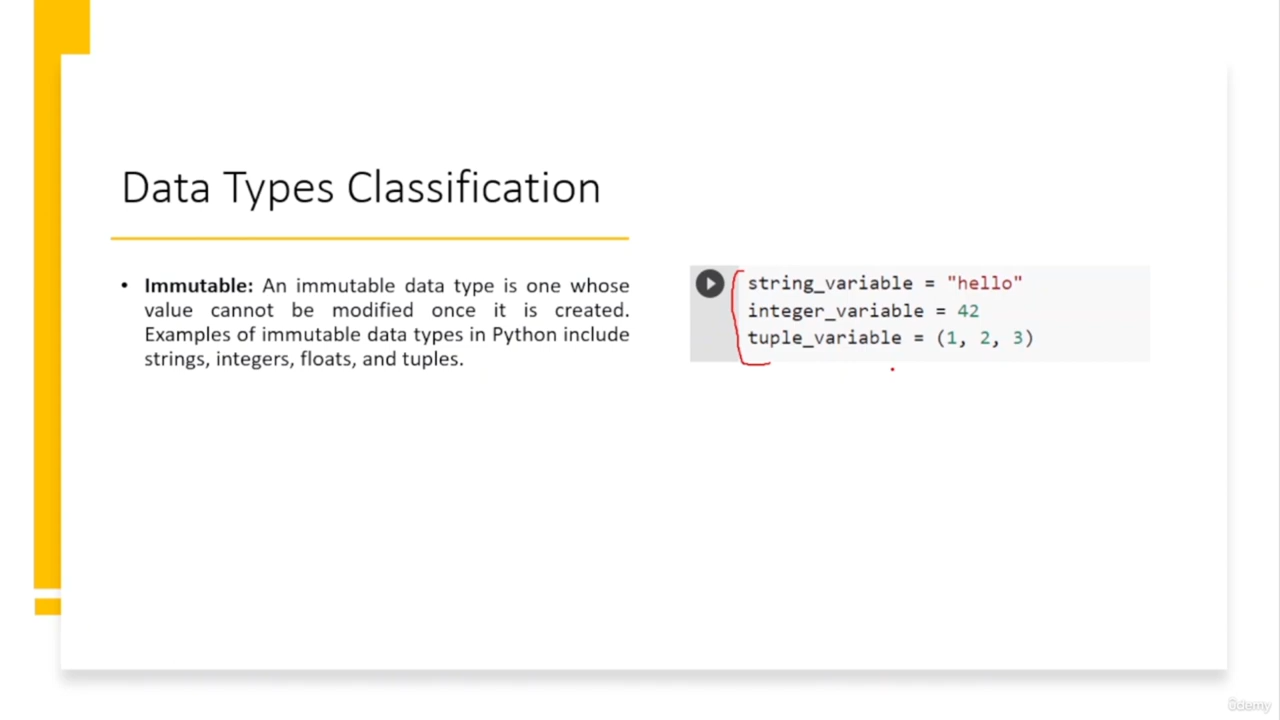 Data Types Classification
• Immutable: An immutable data type is one whose
value cannot be modified once it is created.
Examples of immutable data types in Python include
strings, integers, floats, and tuples.
string_variable = "hello"
integer_variable = 42
tuple_variable = (1, 2, 3)
ûdemy